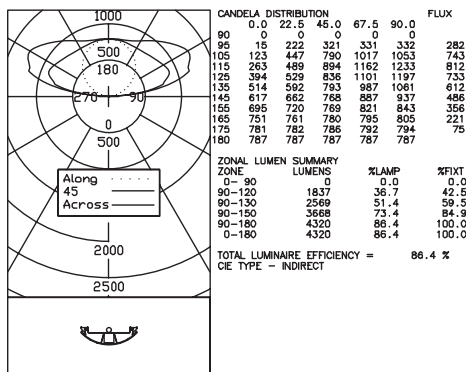 1000
500
180
270 90
0
500
Along
45
Across
2000
2500
CANDELA DISTRIBUTION FLUX
0.0 22.5 45.0 67.5 90.0
90 0 0 0 0 0
95 15 222 321 331 332 282
105 123 447 790 1017 1053 743
115 263 489 894 1162 1233 812
125 394 529 836 1101 1197 733
135 514 592 793 987 1061 612
145 617 662 768 887 937 486
155 695 720 769 821 843 356
165 751 761 780 795 805 221
175 781 782 786 792 794 75
180 787 787 787 787 787
ZONAL LUMEN SUMMARY
ZONE LUMENS %LAMP %FIXT
0- 90 0 0.0 0.0
90-120 1837 36.7 42.5
90-130 2569 51.4 59.5
90-150 3668 73.4 84.9
90-180 4320 86.4 100.0
0-180 4320 86.4 100.0
TOTAL LUMINAIRE EFFICIENCY = 86.4 %
CIE TYPE - INDIRECT